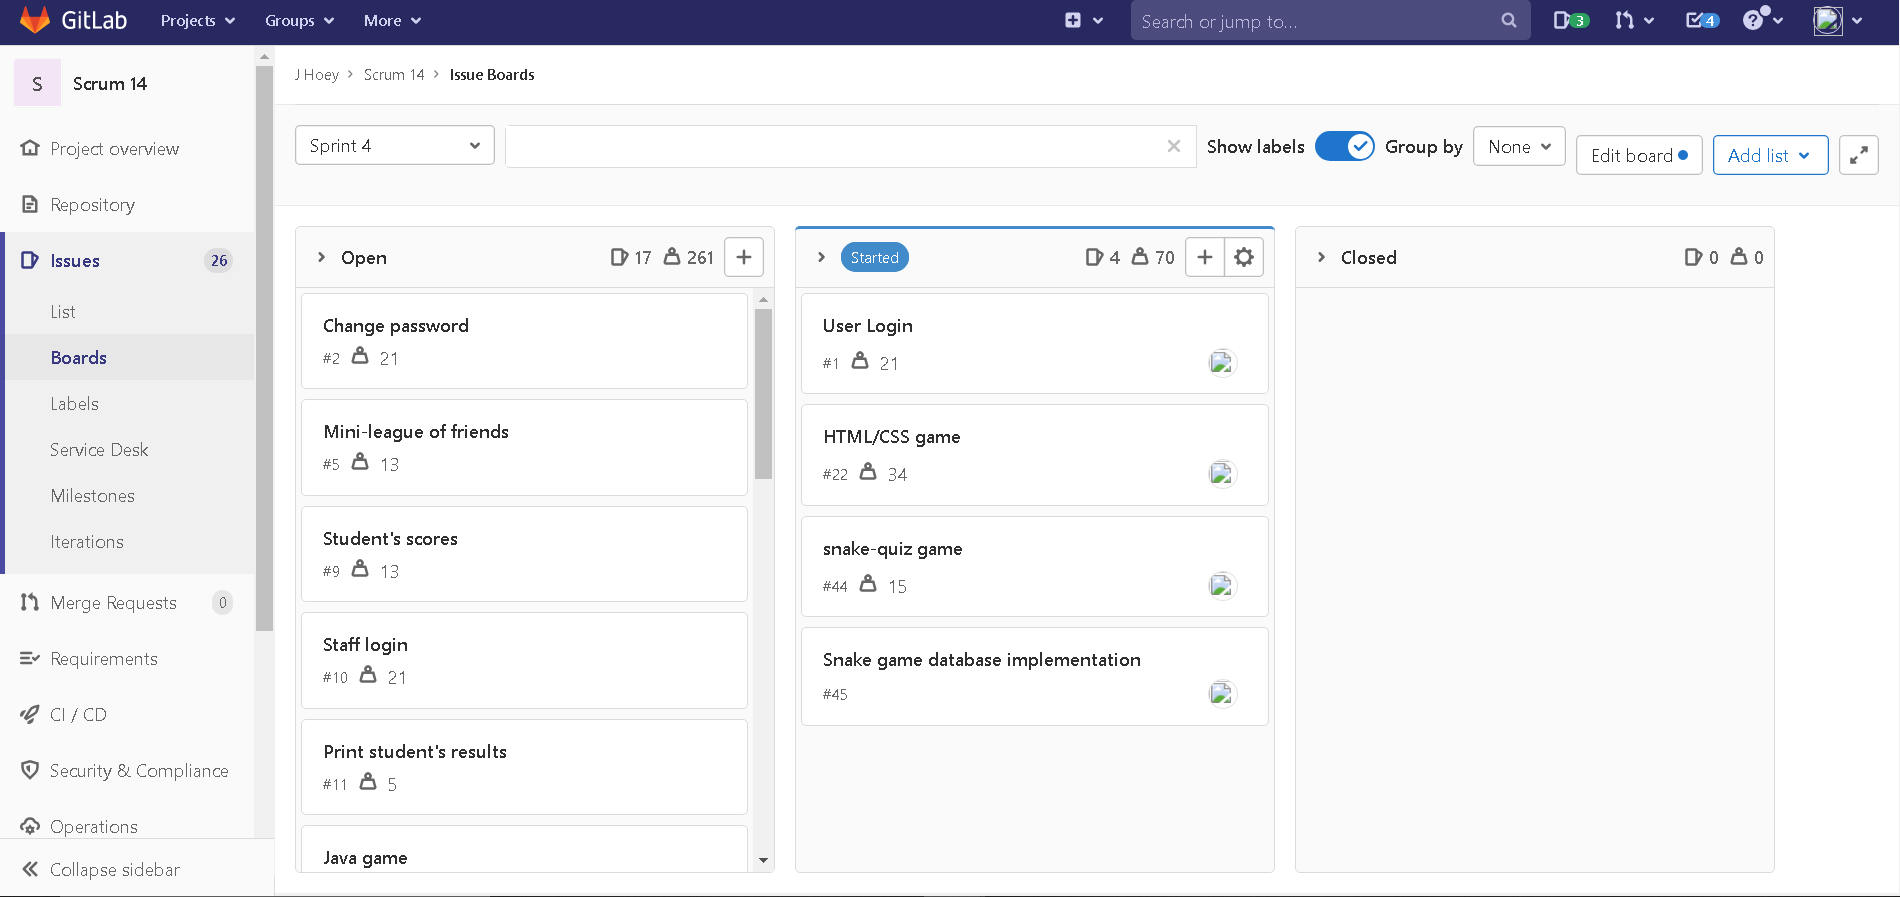 GitLab Projects Groups More Search or jump to... 3 4
S Scrum 14
Project overview
Repository
Issues 26
List
Boards
Labels
Service Desk
Milestones
Iterations
Merge Requests 0
Requirements
CI / CD
Security & Compliance
Operations
Collapse sidebar
J Hoey > Scrum 14 > Issue Boards
Sprint 4 Show labels Group by None Edit board Add list
Open 17 261
Change password
#2 21
Mini-league of friends
#5 13
Student's scores
#9 13
Staff login
#10 21
Print student's results
#11 5
Java game
Started 4 70
User Login
#1 21
HTML/CSS game
#22 34
snake-quiz game
#44 15
Snake game database implementation
#45
Closed 0 0